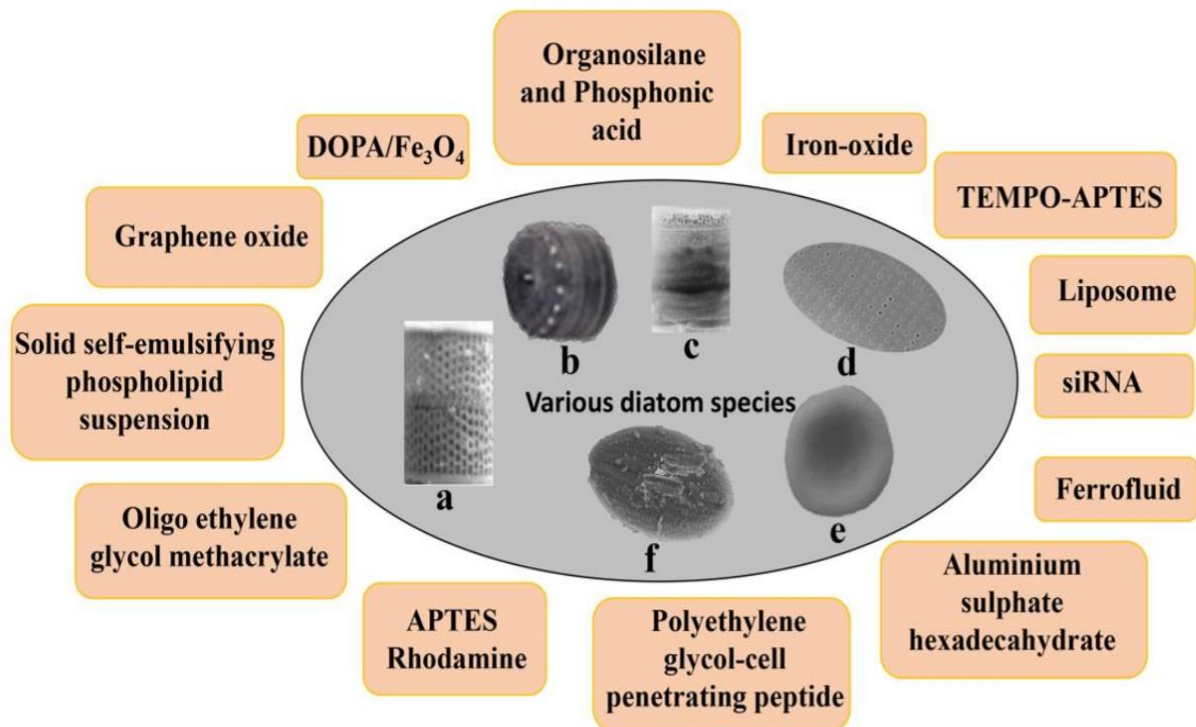 Organosilane
and Phosphonic
acid
DOPA/Fe₃O₄
Iron-oxide
TEMPO-APTES
Graphene oxide
Liposome
Solid self-emulsifying
phospholipid
suspension
siRNA
Ferrofluid
Oligo ethylene
glycol methacrylate
Aluminium
sulphate
hexadecahydrate
APTES
Rhodamine
Polyethylene
glycol-cell
penetrating peptide
b
c
d
Various diatom species
a
f
e